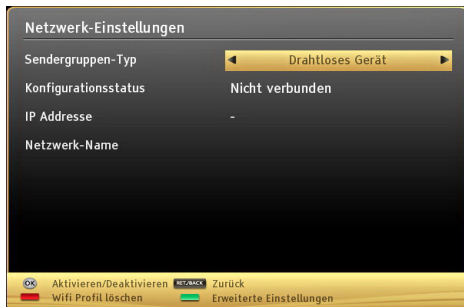 Netzwerk-Einstellungen
Sendergruppen-Typ Drahtloses Gerät
Konfigurationsstatus Nicht verbunden
IP Addresse -
Netzwerk-Name
OK Aktivieren/Deaktivieren RET./BACK Zurück
Wifi Profil löschen Erweiterte Einstellungen